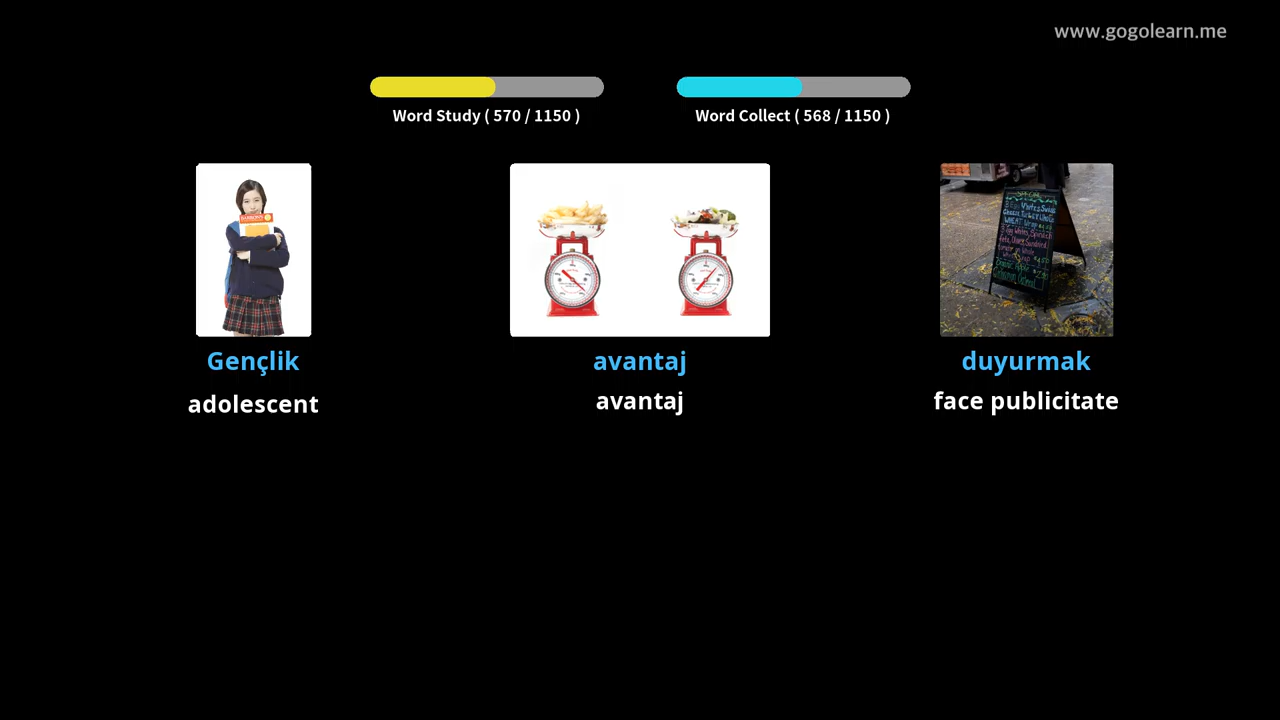 www.gogolearn.me
Word Study ( 570 / 1150 )
Word Collect ( 568 / 1150 )
Gençlik
avantaj
duyurmak
adolescent
avantaj
face publicitate